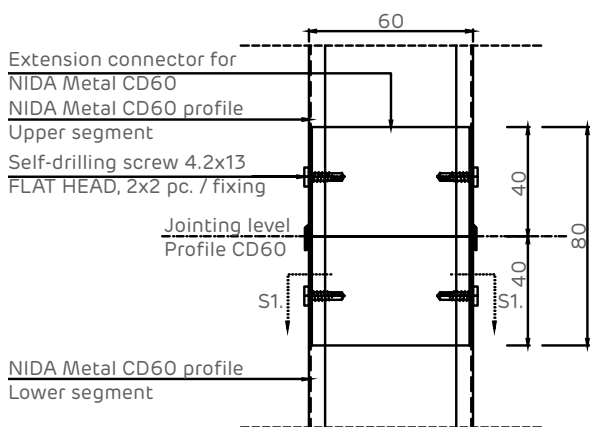 60
Extension connector for
NIDA Metal CD60
NIDA Metal CD60 profile
Upper segment
Self-drilling screw 4.2x13
FLAT HEAD, 2x2 pc. / fixing
40
Jointing level
Profile CD60
80
40
S1.
S1.
NIDA Metal CD60 profile
Lower segment